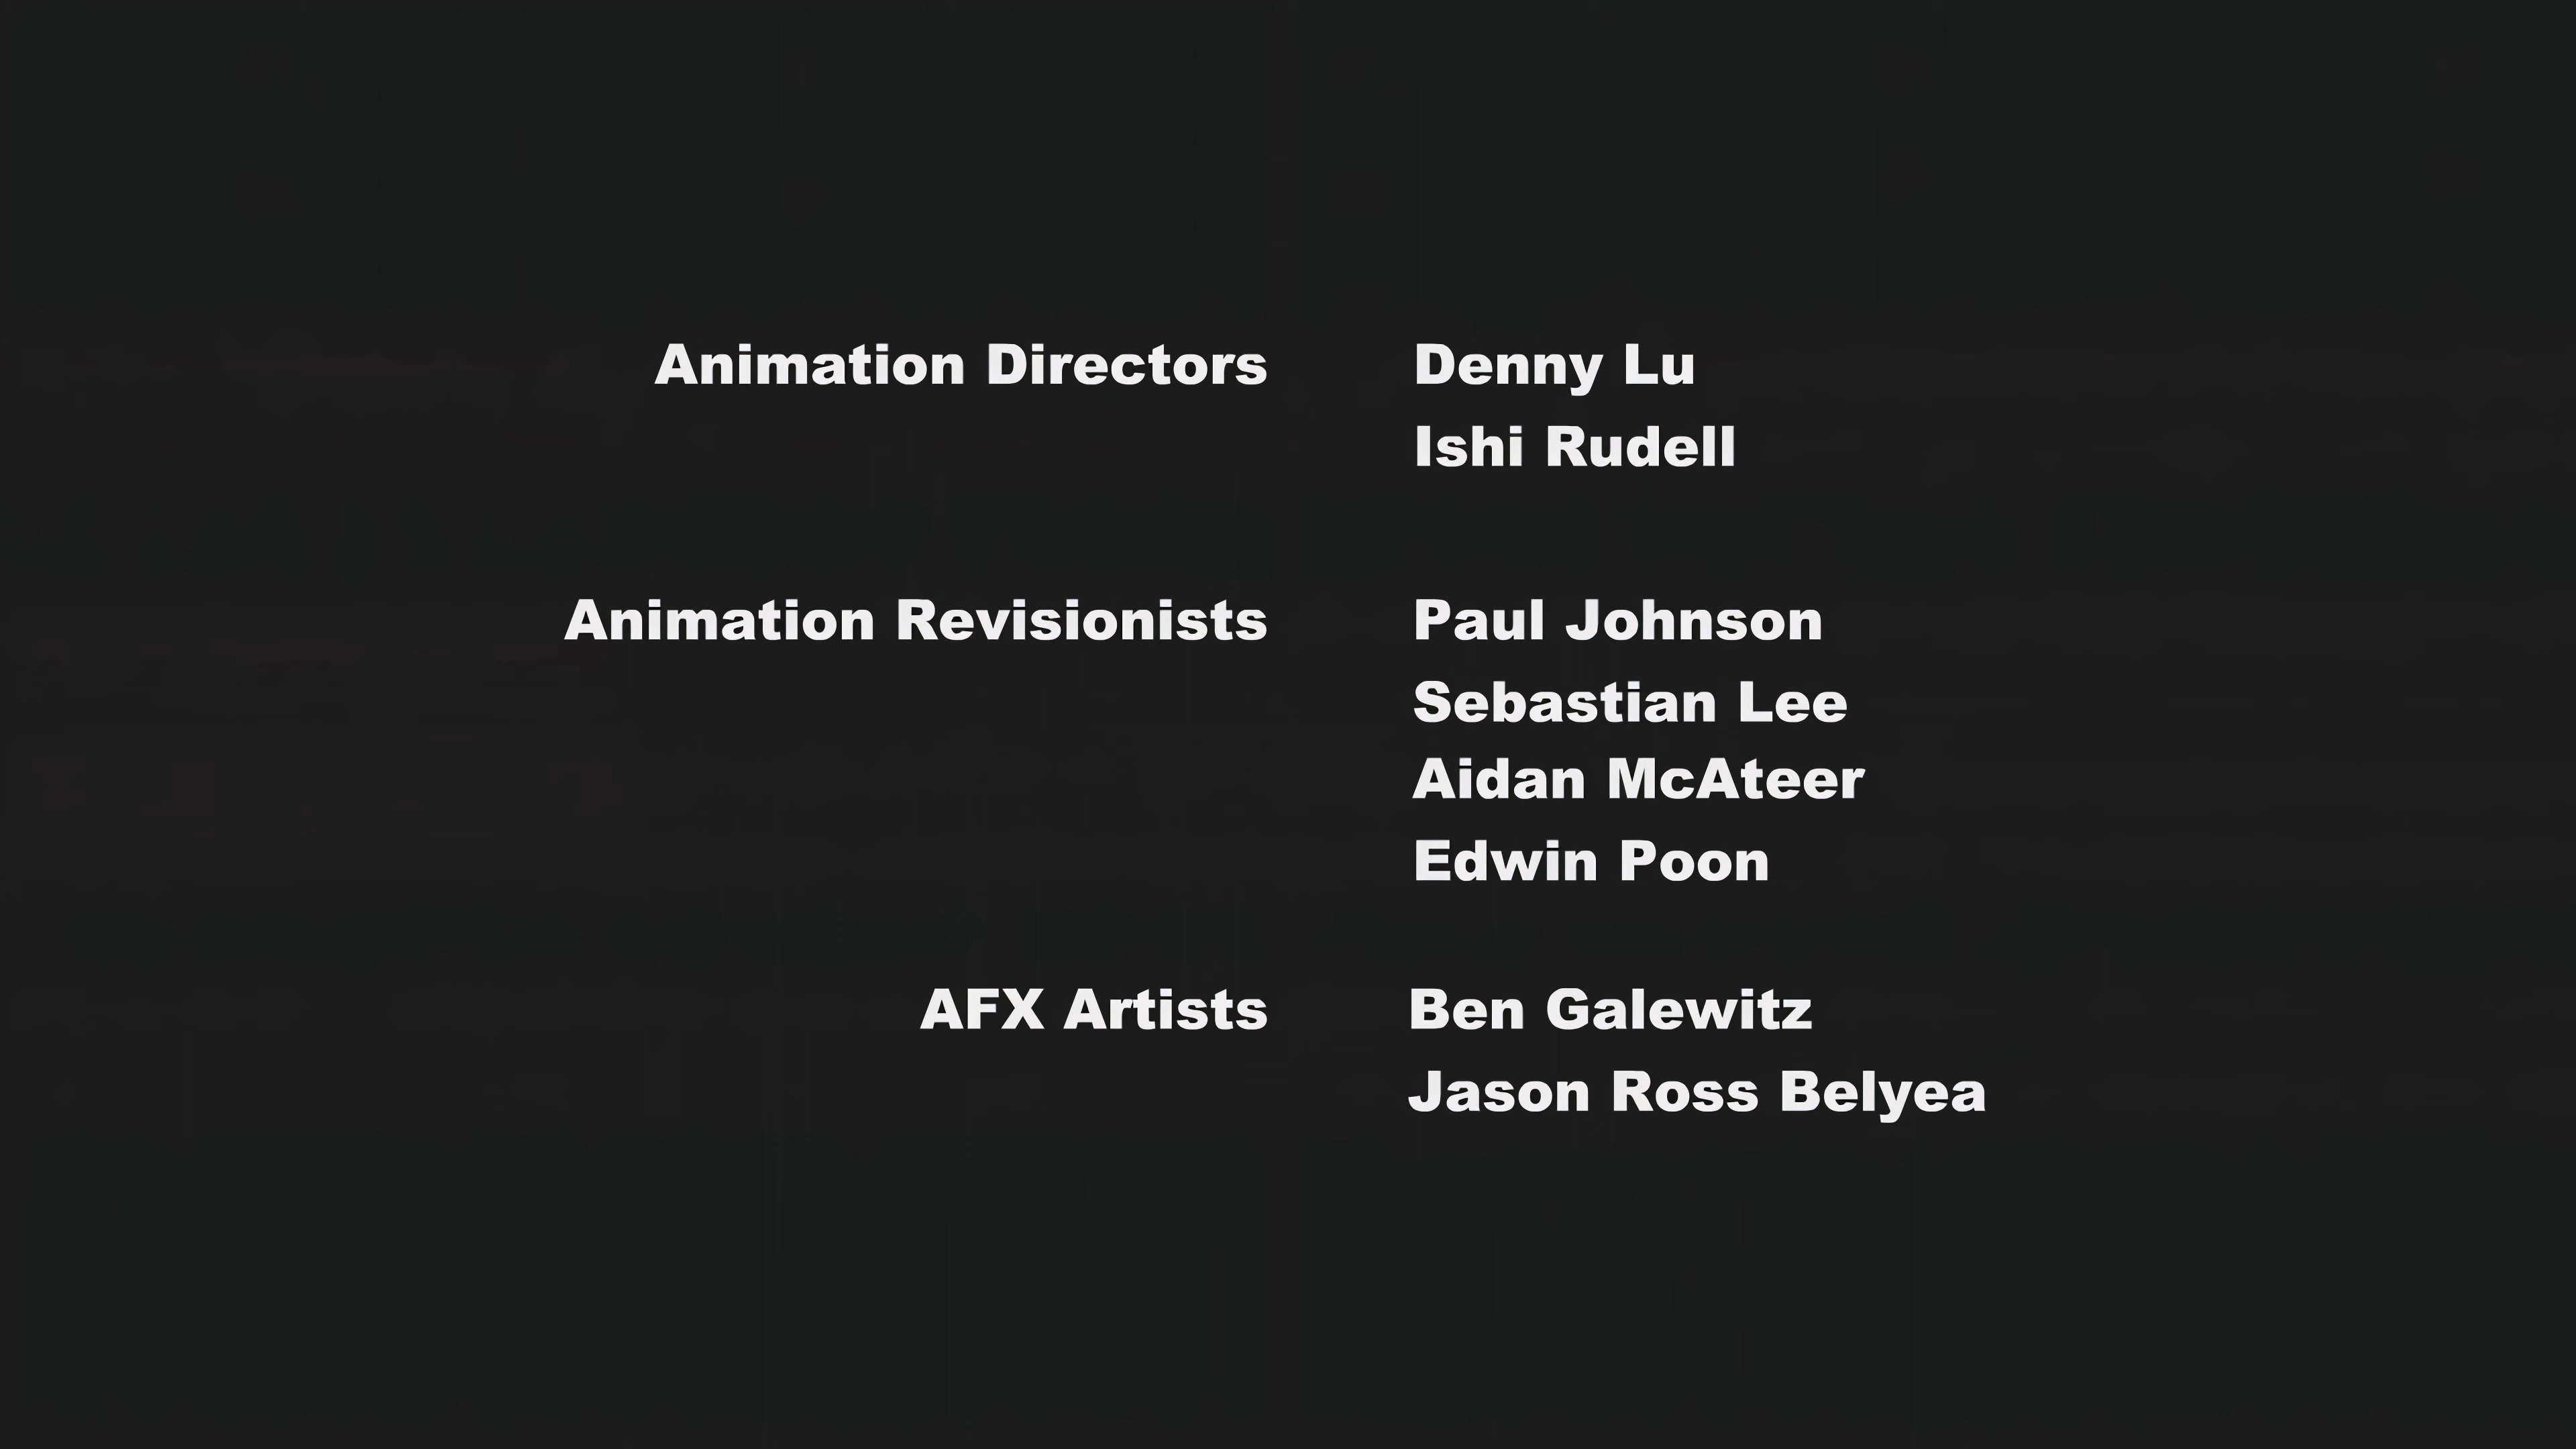 Animation Directors Denny Lu
Ishi Rudell
Animation Revisionists Paul Johnson
Sebastian Lee
Aidan McAteer
Edwin Poon
AFX Artists Ben Galewitz
Jason Ross Belyea